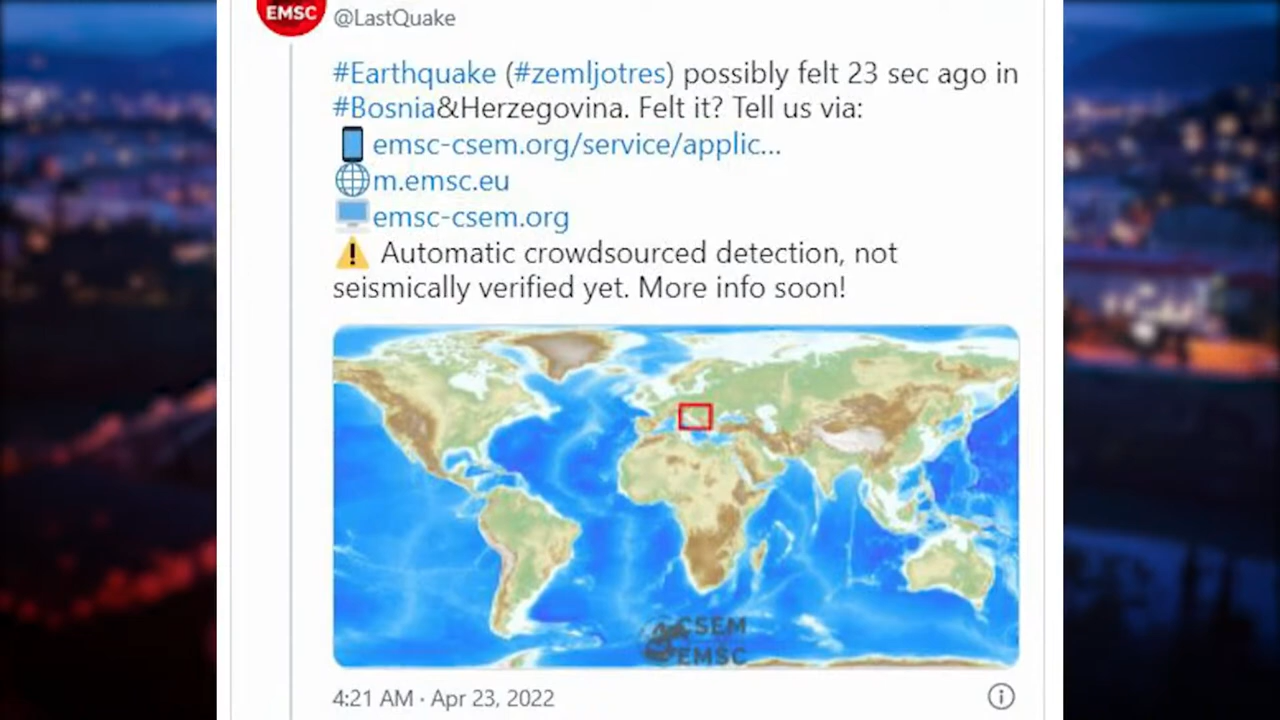 EMSC
@LastQuake
#Earthquake (#zemljotres) possibly felt 23 sec ago in
#Bosnia&Herzegovina. Felt it? Tell us via:
emsc-csem.org/service/applic...
m.emsc.eu
emsc-csem.org
Automatic crowdsourced detection, not
seismically verified yet. More info soon!
CSEM
EMSC
4:21 AM · Apr 23, 2022